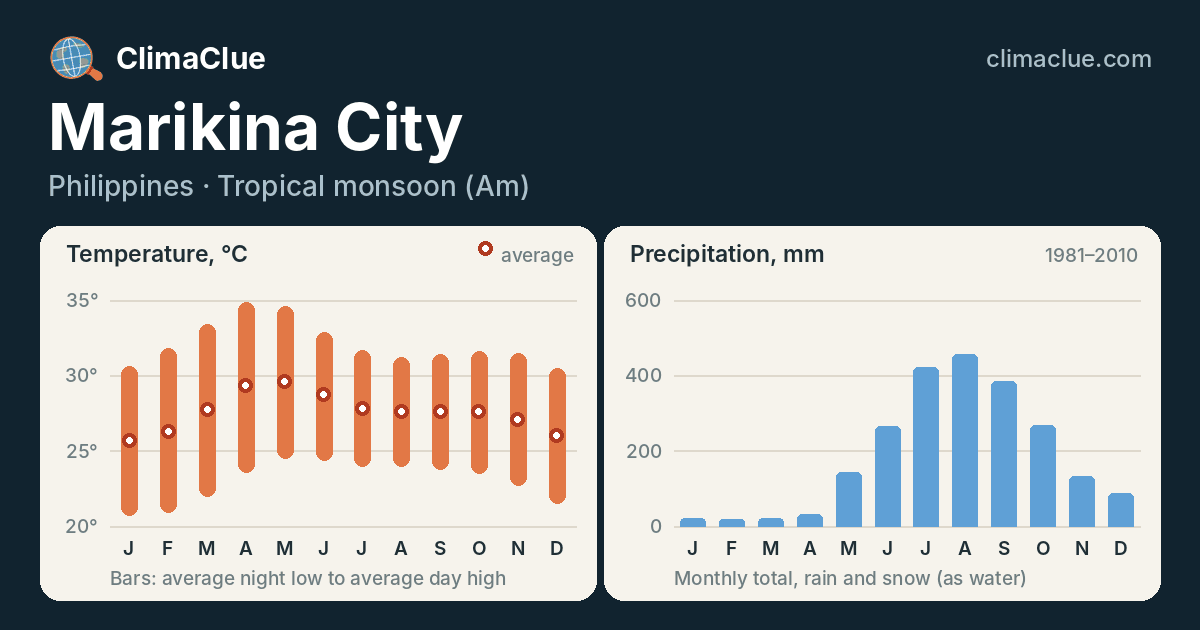 ClimaClue
climaclue.com
Marikina City
Philippines · Tropical monsoon (Am)
Temperature, °C
average
35°
30°
25°
20°
J F M A M J J A S O N D
Bars: average night low to average day high
Precipitation, mm
1981–2010
600
400
200
0
J F M A M J J A S O N D
Monthly total, rain and snow (as water)